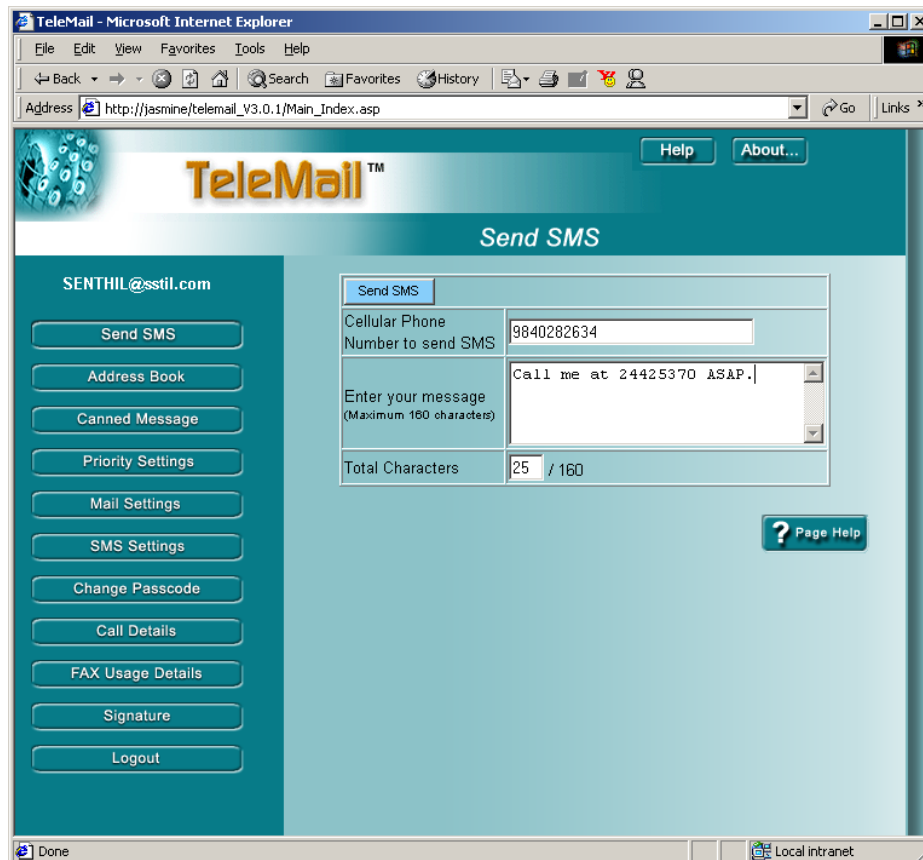 TeleMail - Microsoft Internet Explorer
File Edit View Favorites Tools Help
Back Search Favorites History
Address http://jasmine/telemail_V3.0.1/Main_Index.asp Go Links »
Help About...
TeleMail™
Send SMS
SENTHIL@sstil.com
Send SMS
Address Book
Canned Message
Priority Settings
Mail Settings
SMS Settings
Change Passcode
Call Details
FAX Usage Details
Signature
Logout
Send SMS
Cellular Phone
Number to send SMS 9840282634
Enter your message
(Maximum 160 characters)
Call me at 24425370 ASAP.
Total Characters 25 / 160
? Page Help
Done Local intranet